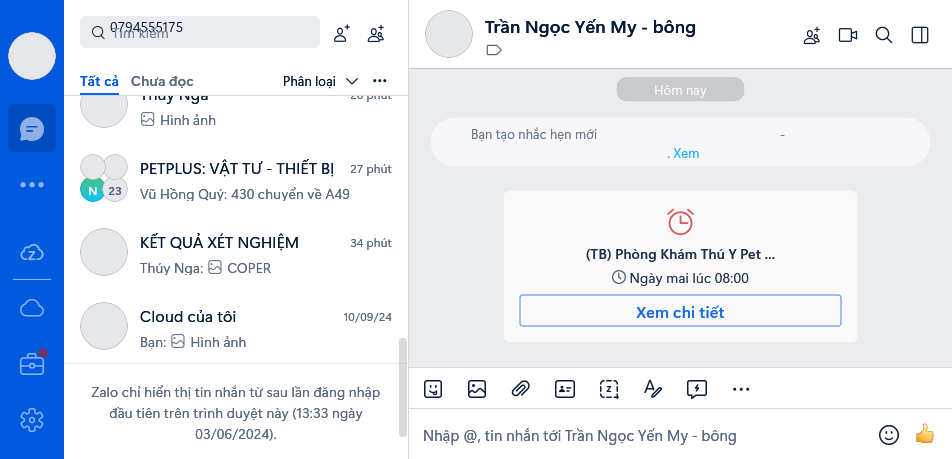 0794555175
Tìm kiếm
Tất cả
Chưa đọc
Phân loại
Thúy Nga
26 phút
Hình ảnh
PETPLUS: VẬT TƯ - THIẾT BỊ
27 phút
N
23
Vũ Hồng Quý: 430 chuyển về A49
KẾT QUẢ XÉT NGHIỆM
34 phút
Thúy Nga: COPER
Cloud của tôi
10/09/24
Bạn: Hình ảnh
Zalo chỉ hiển thị tin nhắn từ sau lần đăng nhập
đầu tiên trên trình duyệt này (13:33 ngày
03/06/2024).
Trần Ngọc Yến My - bông
Hôm nay
Bạn tạo nhắc hẹn mới -
. Xem
(TB) Phòng Khám Thú Y Pet ...
Ngày mai lúc 08:00
Xem chi tiết
Nhập @, tin nhắn tới Trần Ngọc Yến My - bông